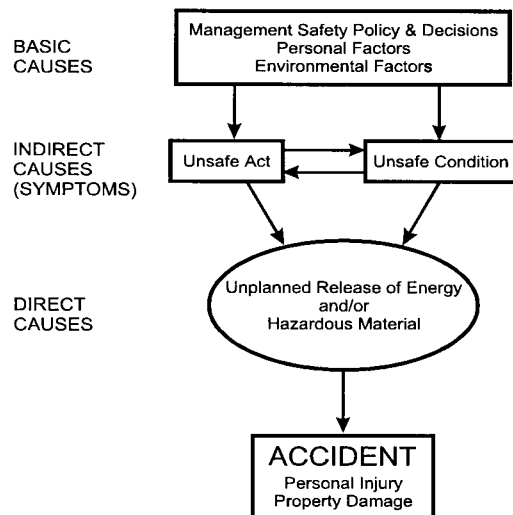 BASIC
CAUSES
Management Safety Policy & Decisions
Personal Factors
Environmental Factors
INDIRECT
CAUSES
(SYMPTOMS)
Unsafe Act
Unsafe Condition
DIRECT
CAUSES
Unplanned Release of Energy
and/or
Hazardous Material
ACCIDENT
Personal Injury
Property Damage